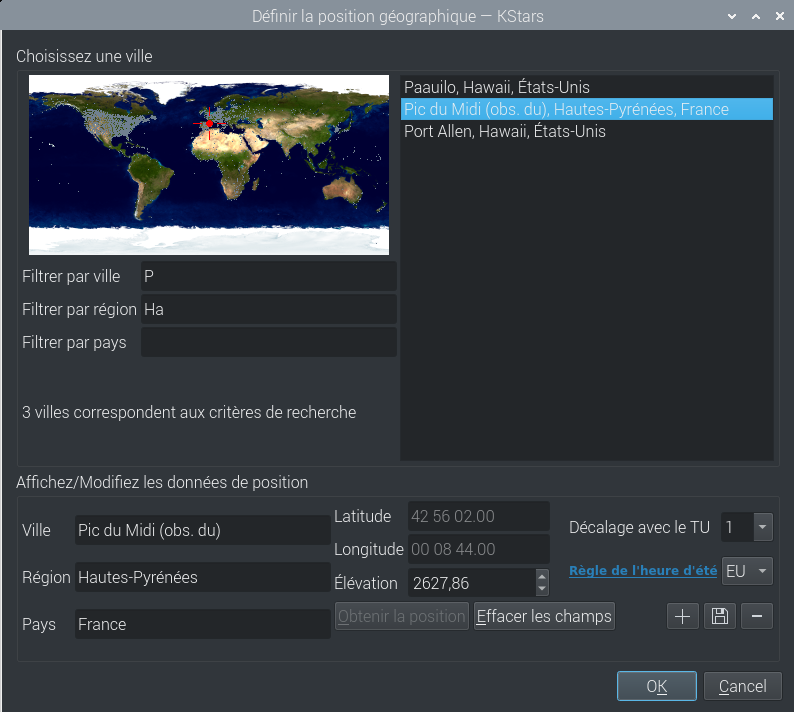 Définir la position géographique — KStars
Choisissez une ville
Paauilo, Hawaii, États-Unis
Pic du Midi (obs. du), Hautes-Pyrénées, France
Port Allen, Hawaii, États-Unis
Filtrer par ville P
Filtrer par région Ha
Filtrer par pays
3 villes correspondent aux critères de recherche
Affichez/Modifiez les données de position
Ville Pic du Midi (obs. du)
Région Hautes-Pyrénées
Pays France
Latitude 42 56 02.00
Longitude 00 08 44.00
Élévation 2627,86
Obtenir la position Effacer les champs
Décalage avec le TU 1
Règle de l'heure d'été EU
OK Cancel